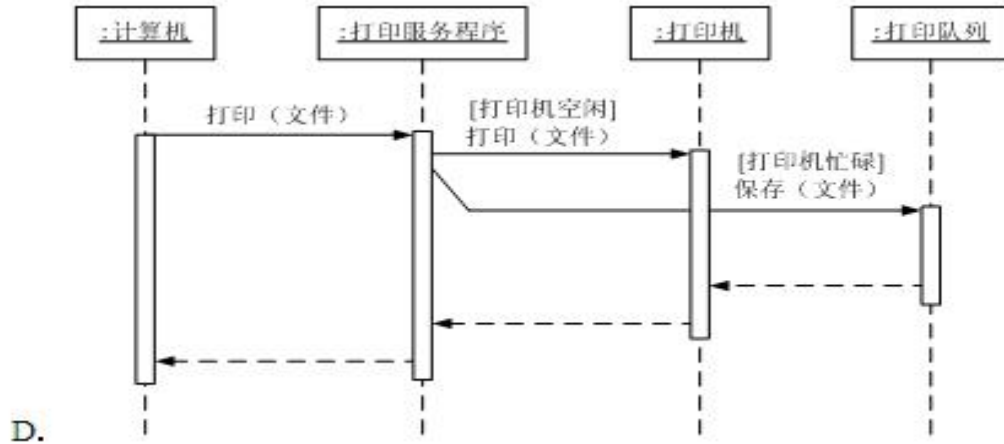 :计算机
:打印服务程序
:打印机
:打印队列
打印（文件）
[打印机空闲]
打印（文件）
[打印机忙碌]
保存（文件）
D.